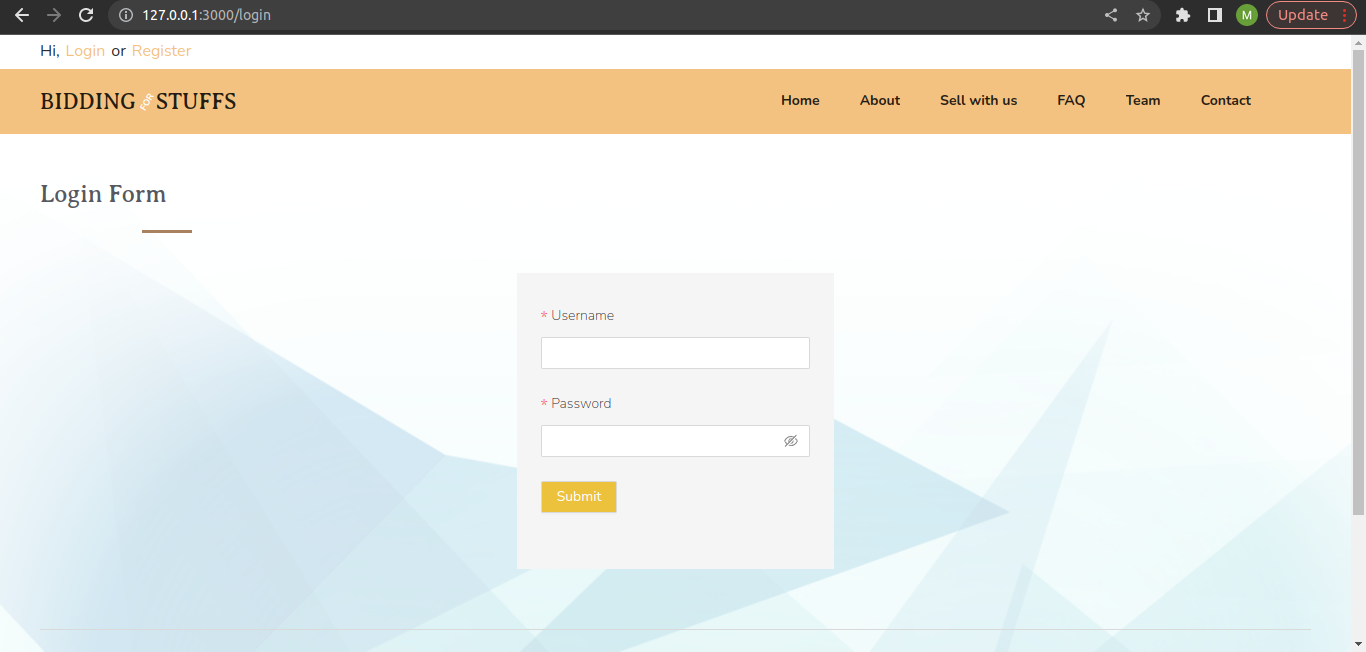 127.0.0.1:3000/login
M
Update
Hi, Login or Register
BIDDING FOR STUFFS
Home About Sell with us FAQ Team Contact
Login Form
* Username
* Password
Submit